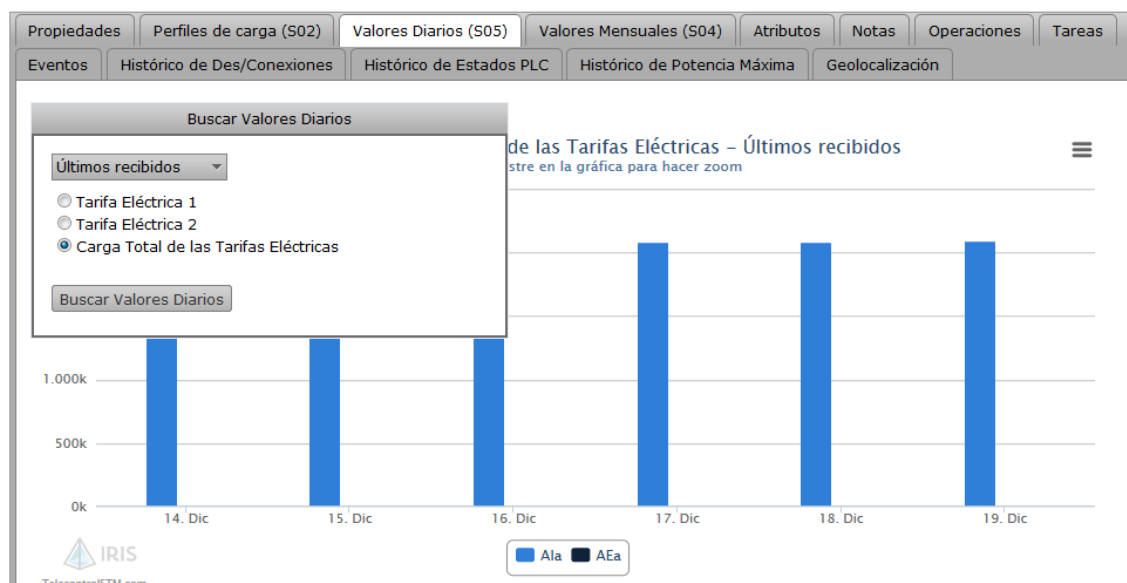 Propiedades Perfiles de carga (S02) Valores Diarios (S05) Valores Mensuales (S04) Atributos Notas Operaciones Tareas
Eventos Histórico de Des/Conexiones Histórico de Estados PLC Histórico de Potencia Máxima Geolocalización
Buscar Valores Diarios
de las Tarifas Eléctricas – Últimos recibidos
stre en la gráfica para hacer zoom
Últimos recibidos
Tarifa Eléctrica 1
Tarifa Eléctrica 2
Carga Total de las Tarifas Eléctricas
Buscar Valores Diarios
1.000k
500k
0k
14. Dic 15. Dic 16. Dic 17. Dic 18. Dic 19. Dic
AIa AEa
IRIS